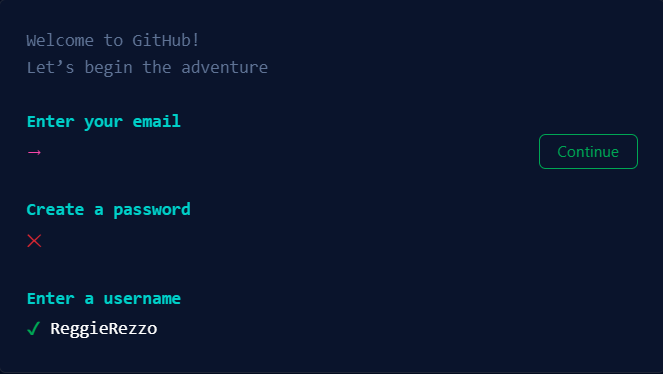 Welcome to GitHub!
Let’s begin the adventure
Enter your email
→
Continue
Create a password
✕
Enter a username
✓ ReggieRezzo